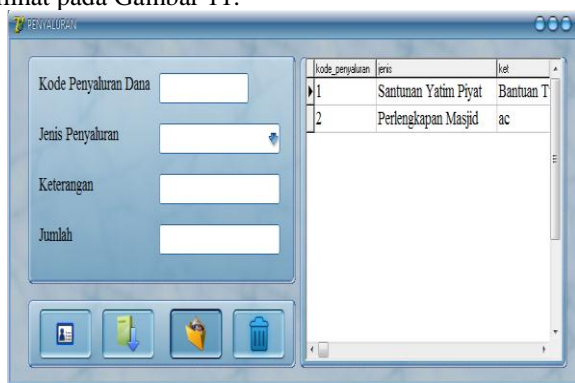 pada Gambar 11.
PENYALURAN
Kode Penyaluran Dana
Jenis Penyaluran
Keterangan
Jumlah
kode_penyaluran jenis ket
1 Santunan Yatim Piyat Bantuan T
2 Perlengkapan Masjid ac